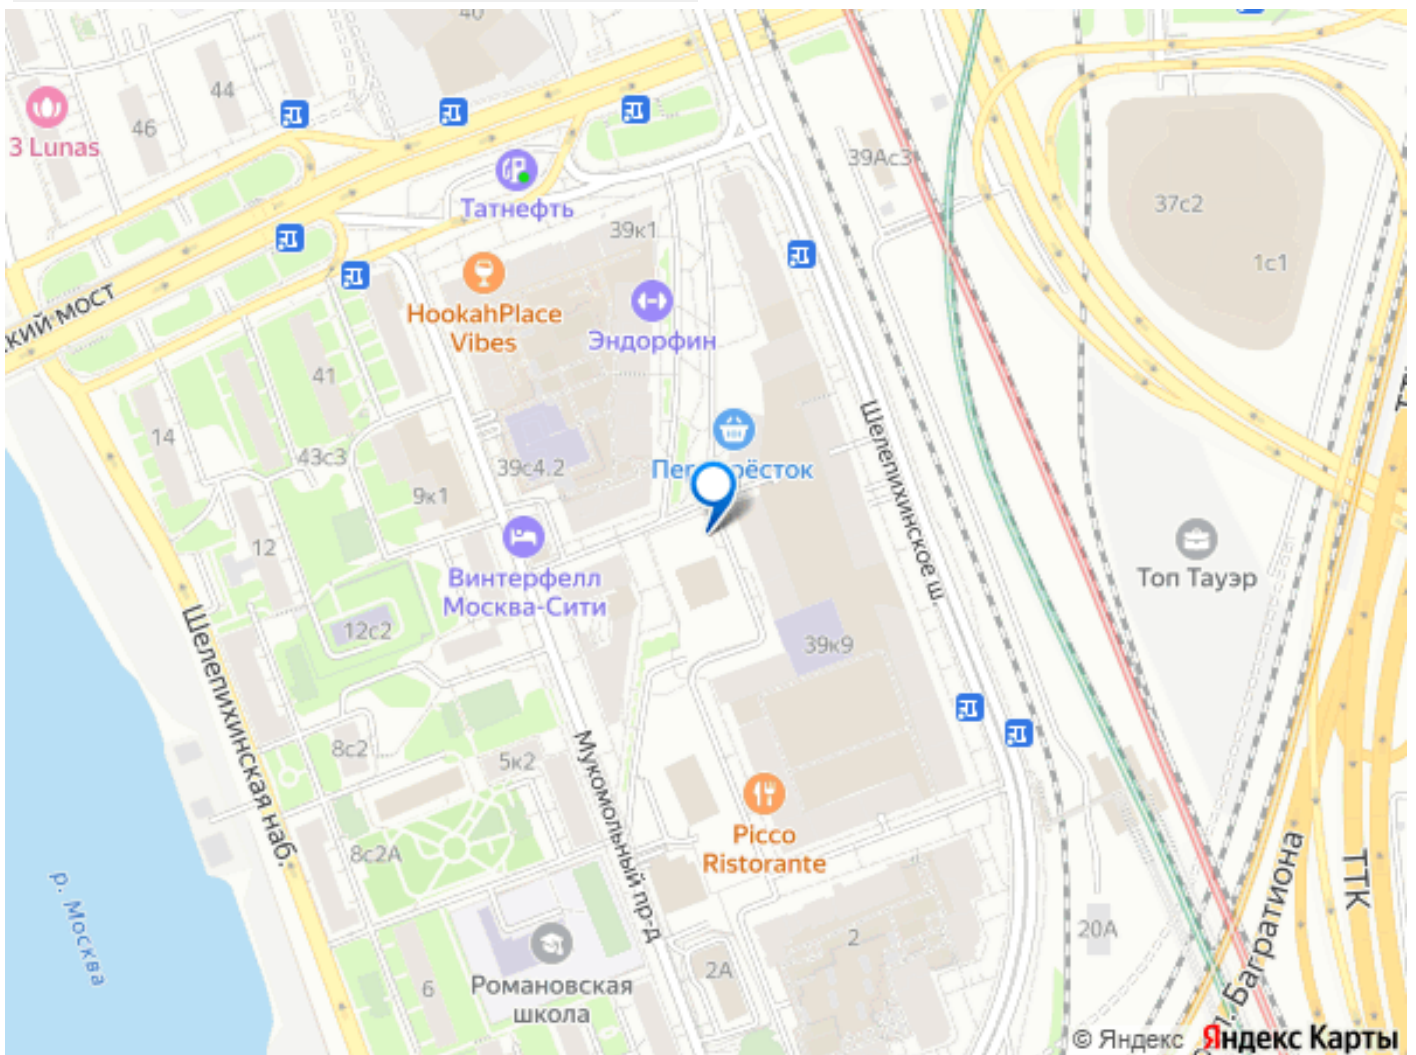 40
44
46
3 Lunas
Татнефть
39Ас3
37с2
1с1
39к1
HookahPlace
Vibes
Эндорфин
кий мост
41
14
43с3
9к1
39с4.2
Шелепихинское ш.
12
Винтерфелл
Москва-Сити
Топ Тауэр
12с2
39к9
Шелепихинская наб.
8с2
5к2
Мукомольный пр-д
Picco
Ristorante
8с2А
ТТК
Багратиона
р. Москва
2
20А
2А
6
Романовская
школа
© Яндекс Яндекс Карты